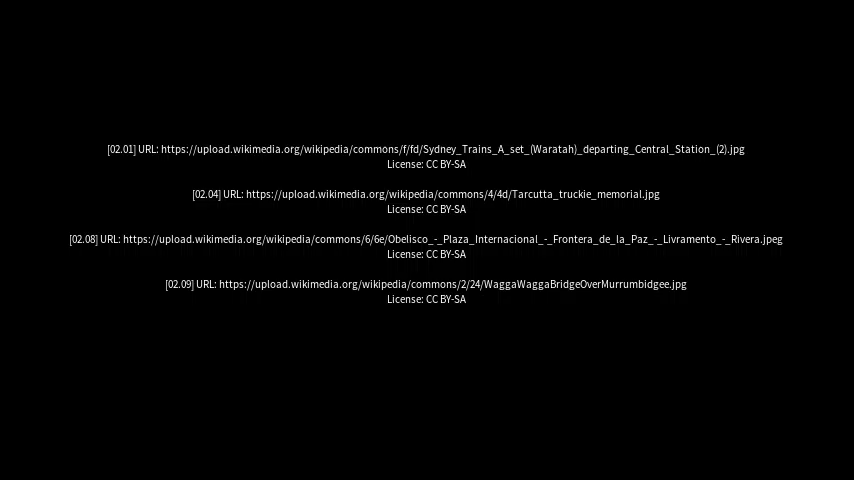 [02.01] URL: https://upload.wikimedia.org/wikipedia/commons/f/fd/Sydney_Trains_A_set_(Waratah)_departing_Central_Station_(2).jpg
License: CC BY-SA
[02.04] URL: https://upload.wikimedia.org/wikipedia/commons/4/4d/Tarcutta_truckie_memorial.jpg
License: CC BY-SA
[02.08] URL: https://upload.wikimedia.org/wikipedia/commons/6/6e/Obelisco_-_Plaza_Internacional_-_Frontera_de_la_Paz_-_Livramento_-_Rivera.jpeg
License: CC BY-SA
[02.09] URL: https://upload.wikimedia.org/wikipedia/commons/2/24/WaggaWaggaBridgeOverMurrumbidgee.jpg
License: CC BY-SA